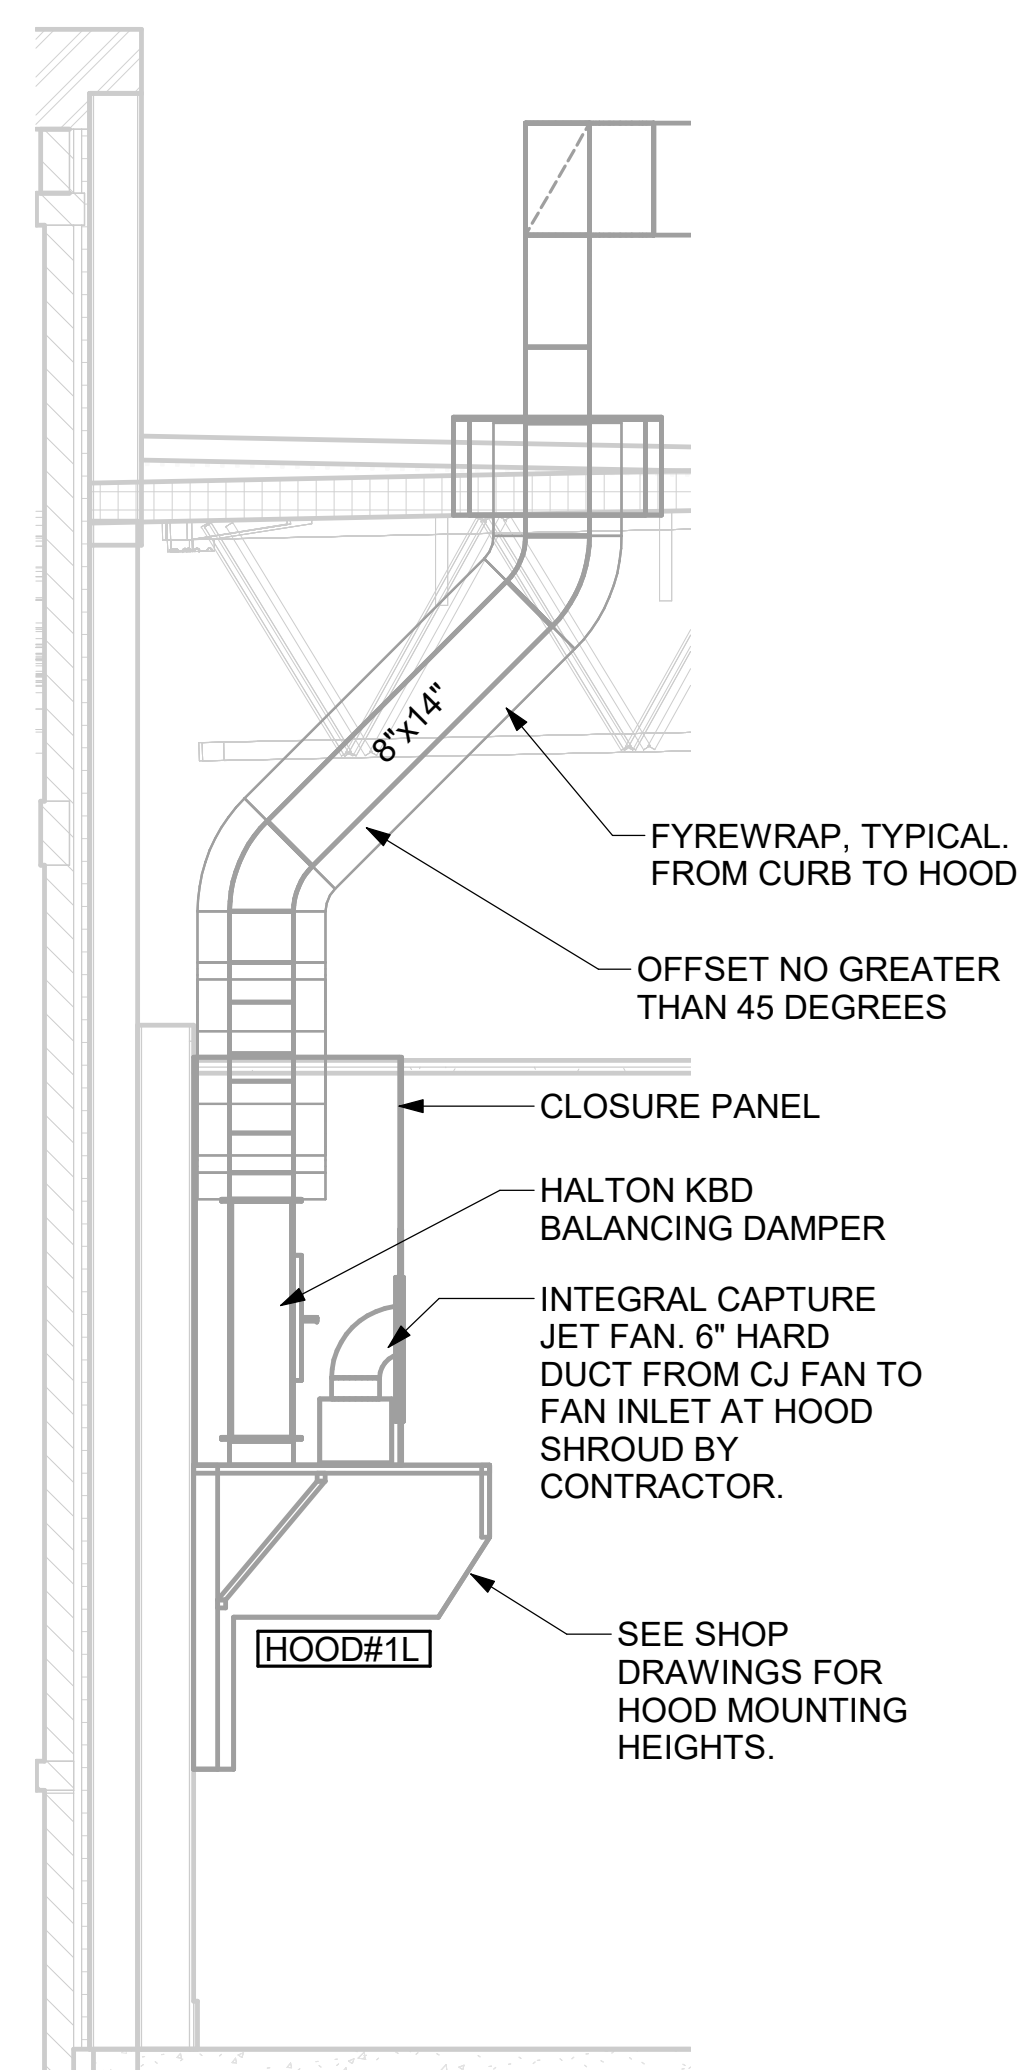 8"x14"
FYREWRAP, TYPICAL.
FROM CURB TO HOOD
OFFSET NO GREATER
THAN 45 DEGREES
CLOSURE PANEL
HALTON KBD
BALANCING DAMPER
INTEGRAL CAPTURE
JET FAN. 6" HARD
DUCT FROM CJ FAN TO
FAN INLET AT HOOD
SHROUD BY
CONTRACTOR.
HOOD#1L
SEE SHOP
DRAWINGS FOR
HOOD MOUNTING
HEIGHTS.